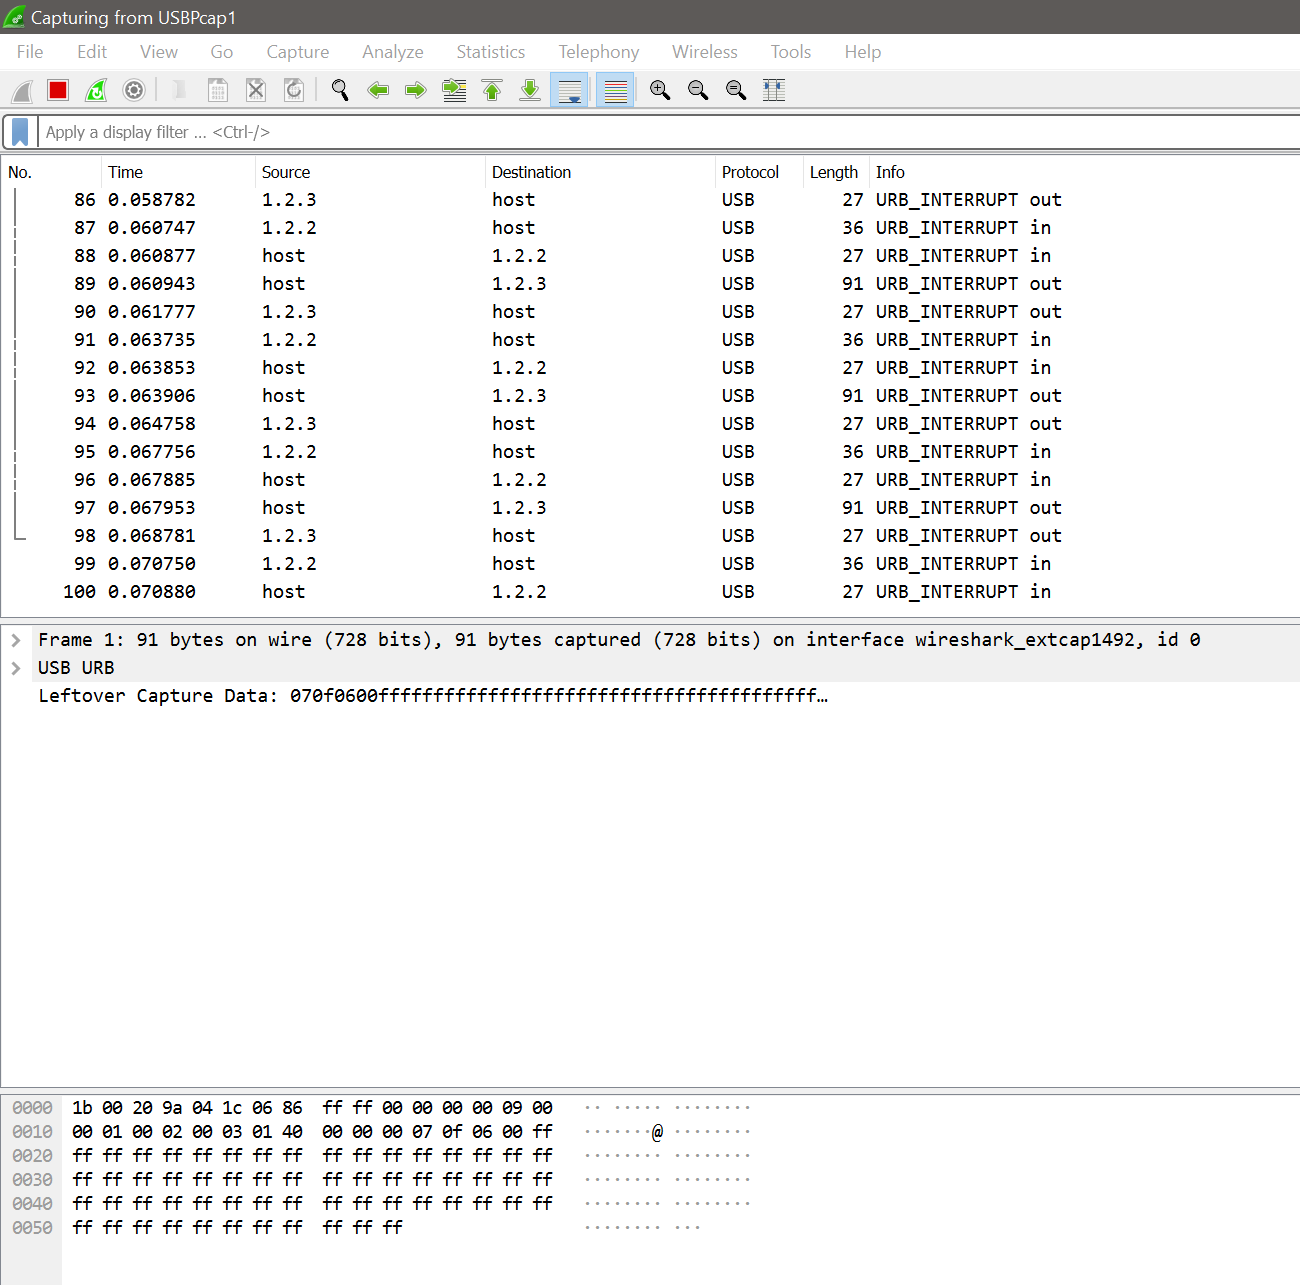 Capturing from USBPcap1
File Edit View Go Capture Analyze Statistics Telephony Wireless Tools Help
Apply a display filter ... <Ctrl-/>
No. Time Source Destination Protocol Length Info
86 0.058782 1.2.3 host USB 27 URB_INTERRUPT out
87 0.060747 1.2.2 host USB 36 URB_INTERRUPT in
88 0.060877 host 1.2.2 USB 27 URB_INTERRUPT in
89 0.060943 host 1.2.3 USB 91 URB_INTERRUPT out
90 0.061777 1.2.3 host USB 27 URB_INTERRUPT out
91 0.063735 1.2.2 host USB 36 URB_INTERRUPT in
92 0.063853 host 1.2.2 USB 27 URB_INTERRUPT in
93 0.063906 host 1.2.3 USB 91 URB_INTERRUPT out
94 0.064758 1.2.3 host USB 27 URB_INTERRUPT out
95 0.067756 1.2.2 host USB 36 URB_INTERRUPT in
96 0.067885 host 1.2.2 USB 27 URB_INTERRUPT in
97 0.067953 host 1.2.3 USB 91 URB_INTERRUPT out
98 0.068781 1.2.3 host USB 27 URB_INTERRUPT out
99 0.070750 1.2.2 host USB 36 URB_INTERRUPT in
100 0.070880 host 1.2.2 USB 27 URB_INTERRUPT in
Frame 1: 91 bytes on wire (728 bits), 91 bytes captured (728 bits) on interface wireshark_extcap1492, id 0
USB URB
Leftover Capture Data: 070f0600ffffffffffffffffffffffffffffffffffffffff…
0000 1b 00 20 9a 04 1c 06 86 ff ff 00 00 00 00 09 00 ·· ····· ········
0010 00 01 00 02 00 03 01 40 00 00 00 07 0f 06 00 ff ·······@ ········
0020 ff ff ff ff ff ff ff ff ff ff ff ff ff ff ff ff ········ ········
0030 ff ff ff ff ff ff ff ff ff ff ff ff ff ff ff ff ········ ········
0040 ff ff ff ff ff ff ff ff ff ff ff ff ff ff ff ff ········ ········
0050 ff ff ff ff ff ff ff ff ff ff ff ········ ···